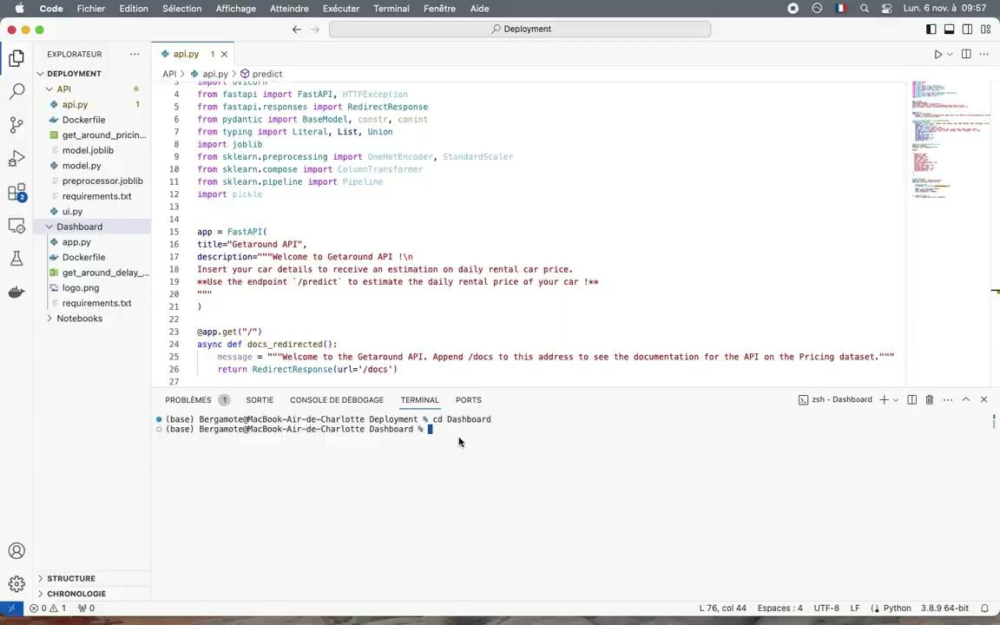 Code Fichier Edition Sélection Affichage Atteindre Exécuter Terminal Fenêtre Aide Lun. 6 nov. à 09:57
Deployment
EXPLORATEUR
DEPLOYMENT
API
api.py 1
Dockerfile
get_around_pricin...
model.joblib
model.py
preprocessor.joblib
requirements.txt
ui.py
Dashboard
app.py
Dockerfile
get_around_delay_...
logo.png
requirements.txt
Notebooks
STRUCTURE
CHRONOLOGIE
2
api.py 1
API > api.py > predict
3 import uvicorn
4 from fastapi import FastAPI, HTTPException
5 from fastapi.responses import RedirectResponse
6 from pydantic import BaseModel, constr, conint
7 from typing import Literal, List, Union
8 import joblib
9 from sklearn.preprocessing import OneHotEncoder, StandardScaler
10 from sklearn.compose import ColumnTransformer
11 from sklearn.pipeline import Pipeline
12 import pickle
13
14
15 app = FastAPI(
16 title="Getaround API",
17 description="""Welcome to Getaround API !\n
18 Insert your car details to receive an estimation on daily rental car price.
19 **Use the endpoint `/predict` to estimate the daily rental price of your car !**
20 """
21 )
22
23 @app.get("/")
24 async def docs_redirected():
25 message = """Welcome to the Getaround API. Append /docs to this address to see the documentation for the API on the Pricing dataset."""
26 return RedirectResponse(url='/docs')
27
PROBLÈMES 1 SORTIE CONSOLE DE DÉBOGAGE TERMINAL PORTS zsh - Dashboard
(base) Bergamote@MacBook-Air-de-Charlotte Deployment % cd Dashboard
(base) Bergamote@MacBook-Air-de-Charlotte Dashboard %
0 1 0 L 76, col 44 Espaces : 4 UTF-8 LF Python 3.8.9 64-bit